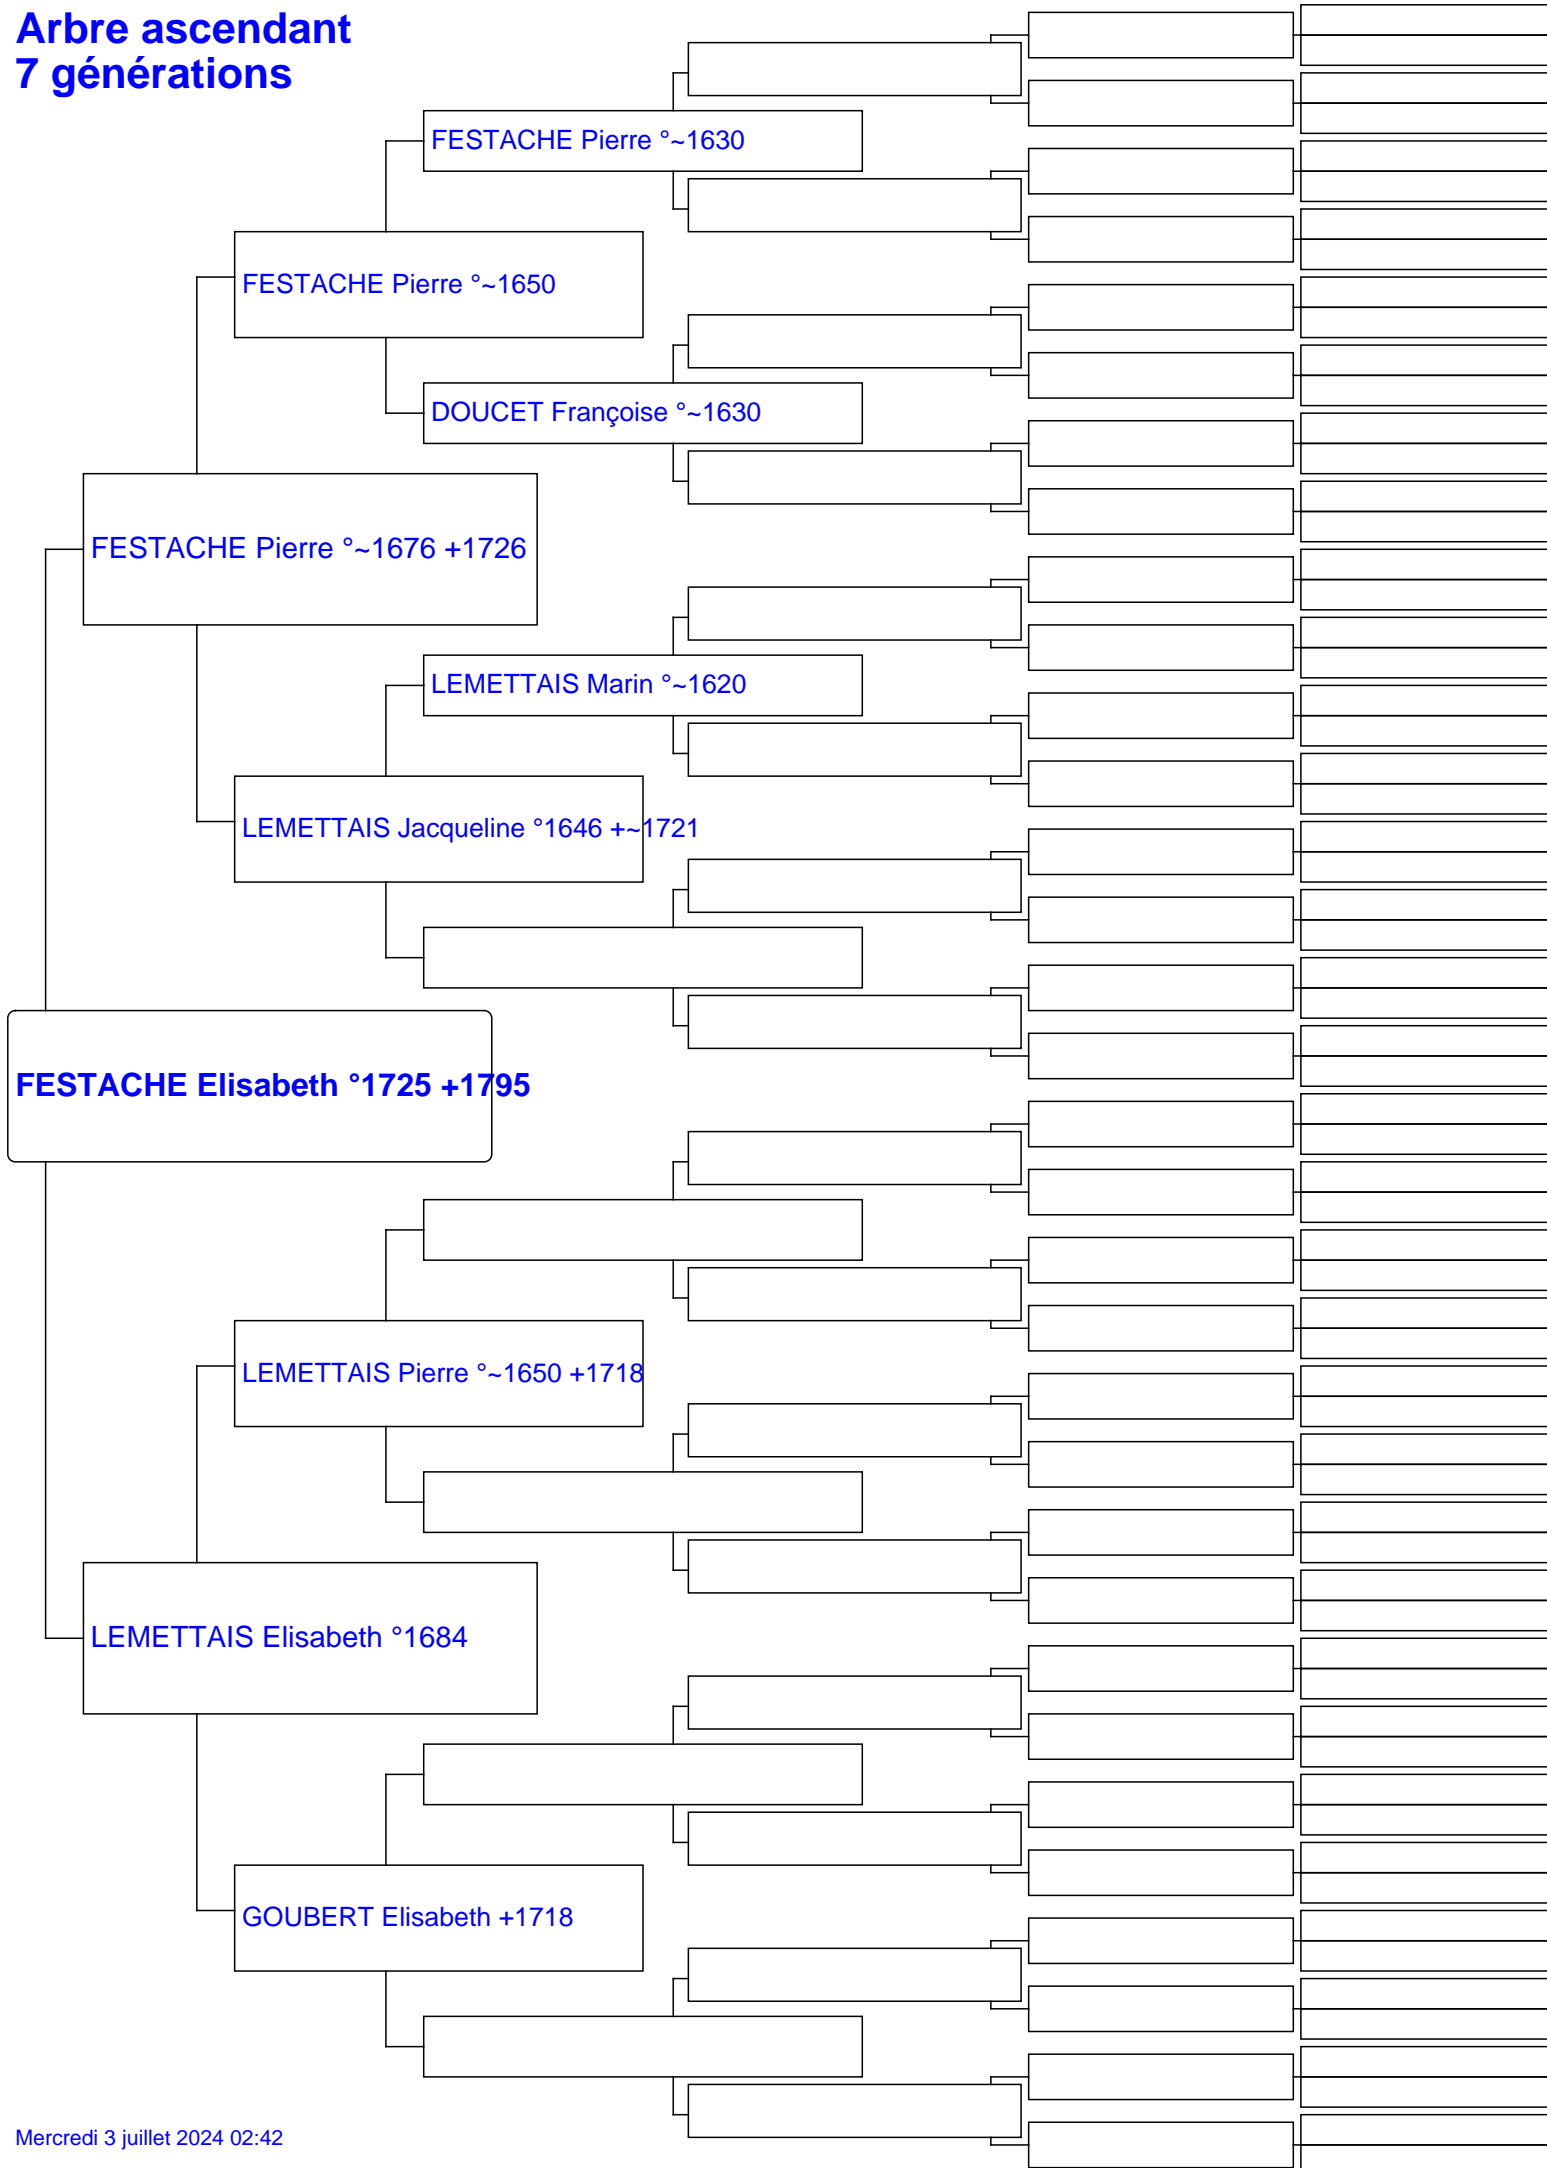 Arbre ascendant
7 générations
FESTACHE Pierre °~1630
FESTACHE Pierre °~1650
DOUCET Françoise °~1630
FESTACHE Pierre °~1676 +1726
LEMETTAIS Marin °~1620
LEMETTAIS Jacqueline °1646 +~1721
FESTACHE Elisabeth °1725 +1795
LEMETTAIS Pierre °~1650 +1718
LEMETTAIS Elisabeth °1684
GOUBERT Elisabeth +1718
Mercredi 3 juillet 2024 02:42